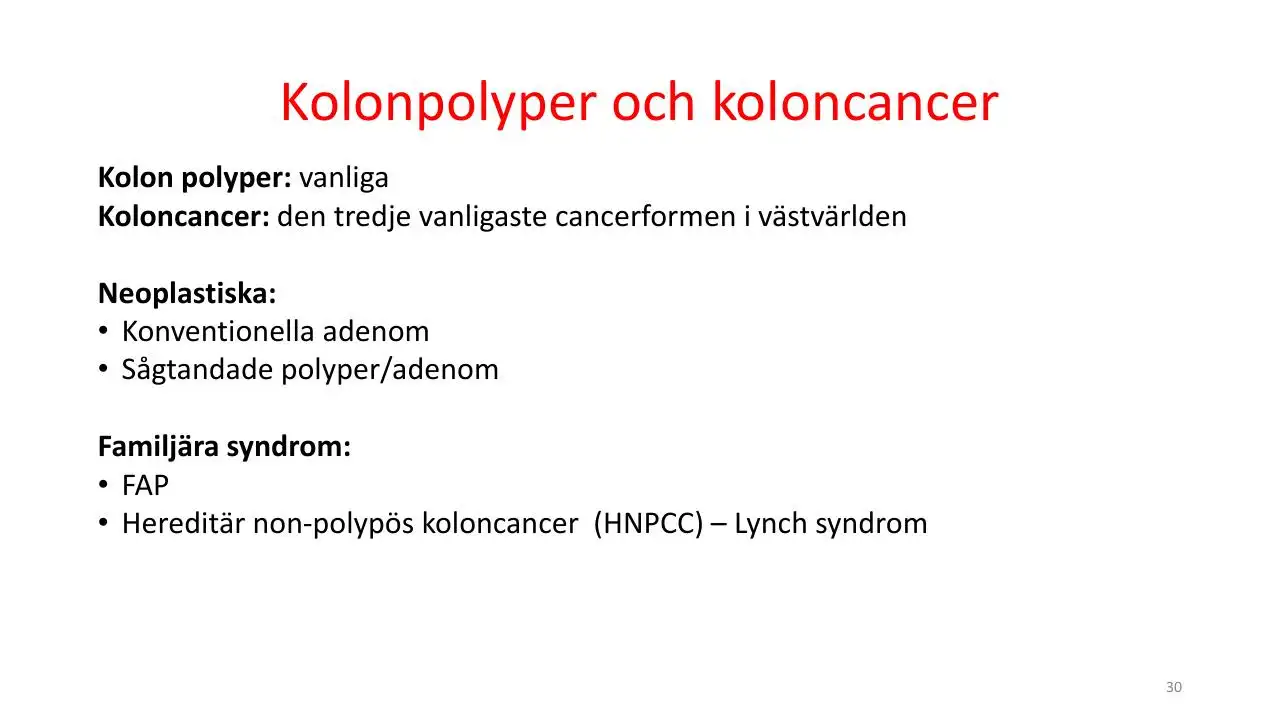 Kolonpolyper och koloncancer
Kolon polyper: vanliga
Koloncancer: den tredje vanligaste cancerformen i västvärlden
Neoplastiska:
• Konventionella adenom
• Sågtandade polyper/adenom
Familjära syndrom:
• FAP
• Hereditär non-polypös koloncancer  (HNPCC) – Lynch syndrom
30